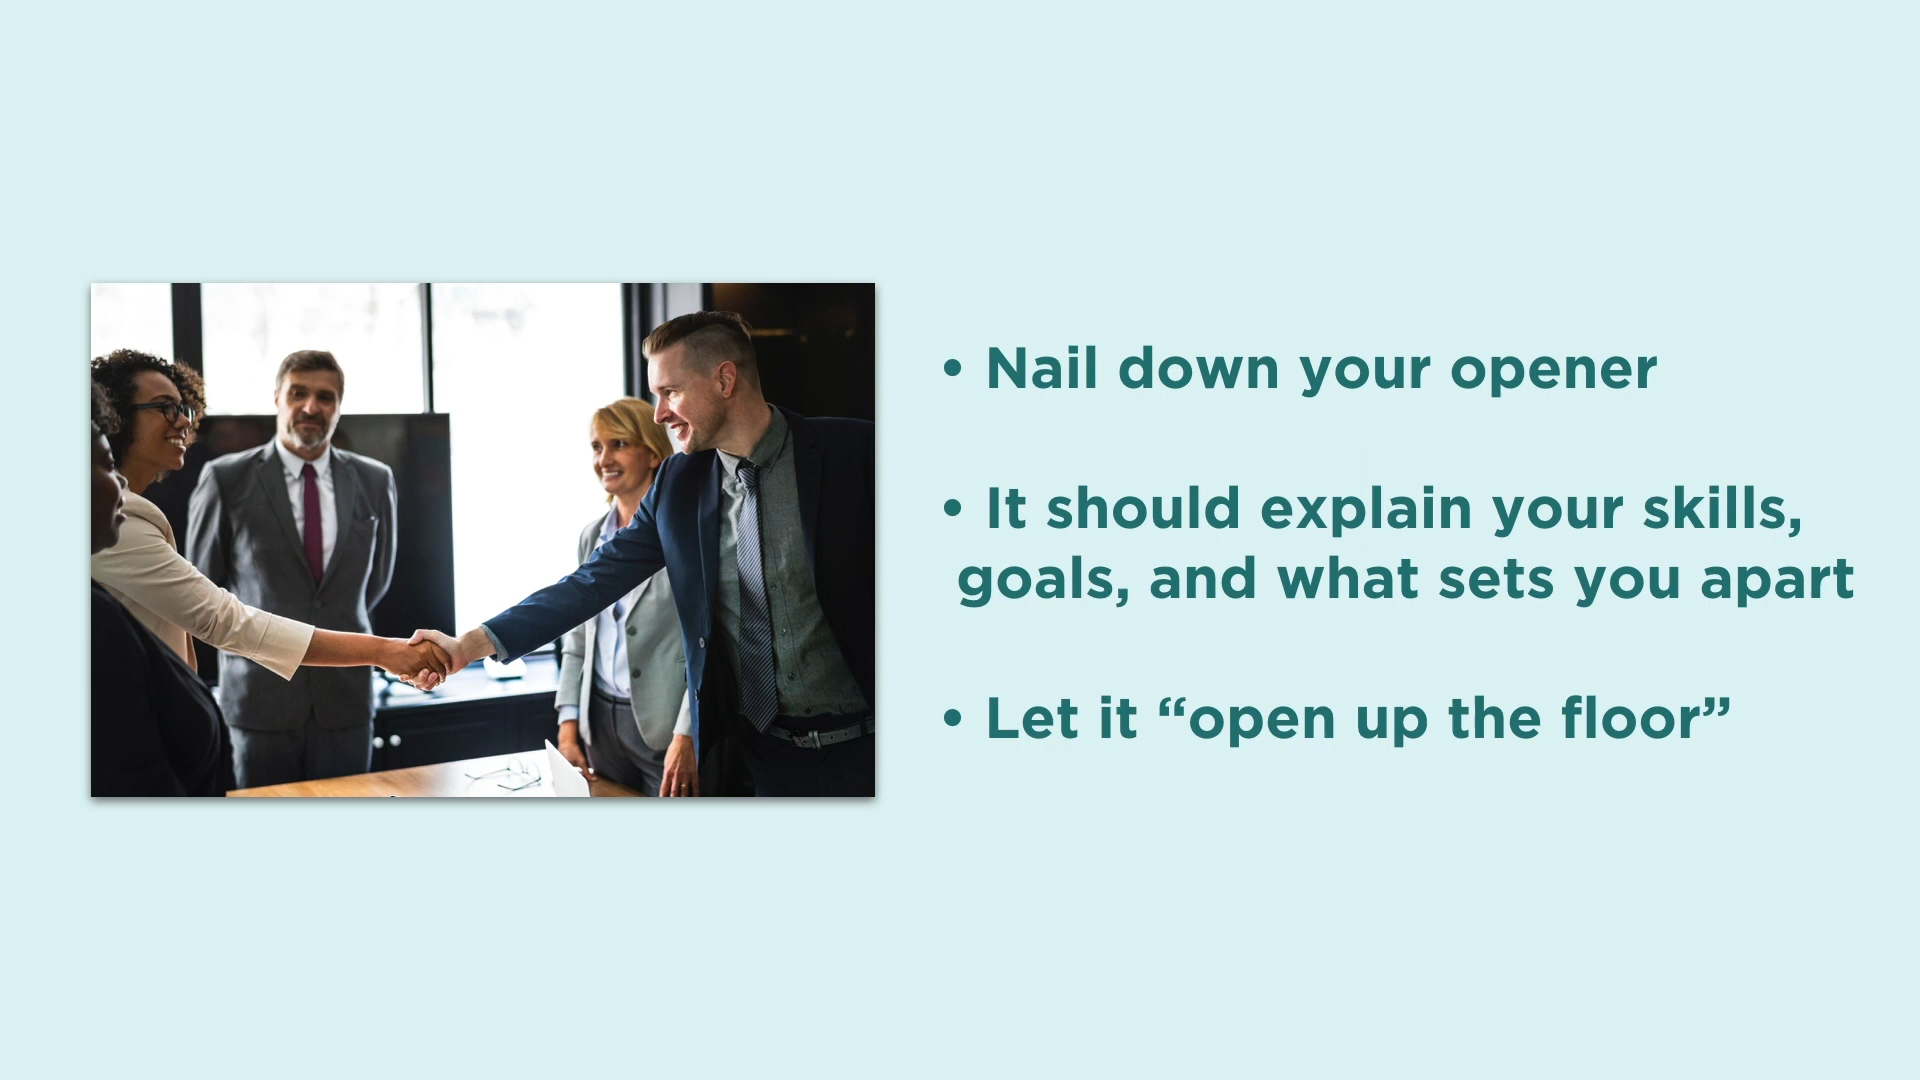 • Nail down your opener
• It should explain your skills,
goals, and what sets you apart
• Let it “open up the floor”